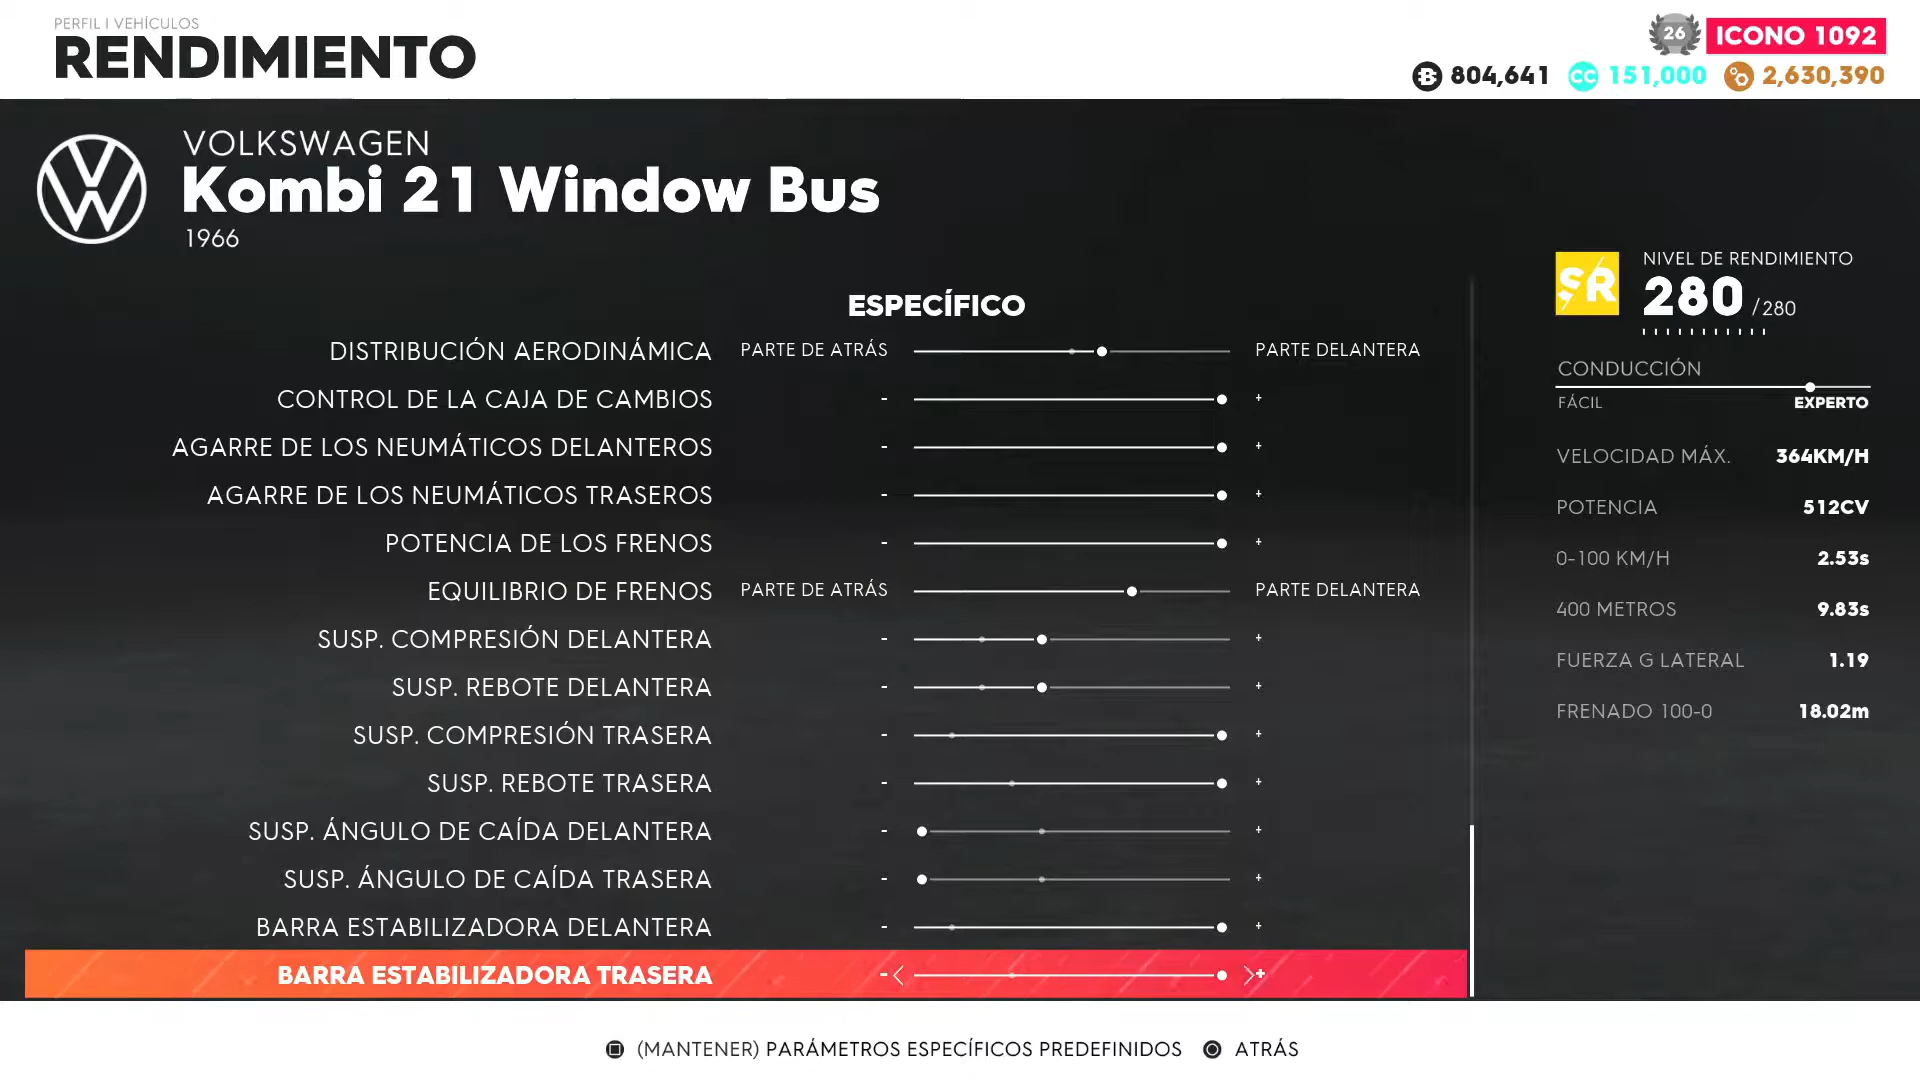 PERFIL | VEHÍCULOS
RENDIMIENTO
26
ICONO 1092
804,641
CC 151,000
2,630,390
VOLKSWAGEN
Kombi 21 Window Bus
1966
ESPECÍFICO
DISTRIBUCIÓN AERODINÁMICA PARTE DE ATRÁS PARTE DELANTERA
CONTROL DE LA CAJA DE CAMBIOS - +
AGARRE DE LOS NEUMÁTICOS DELANTEROS - +
AGARRE DE LOS NEUMÁTICOS TRASEROS - +
POTENCIA DE LOS FRENOS - +
EQUILIBRIO DE FRENOS PARTE DE ATRÁS PARTE DELANTERA
SUSP. COMPRESIÓN DELANTERA - +
SUSP. REBOTE DELANTERA - +
SUSP. COMPRESIÓN TRASERA - +
SUSP. REBOTE TRASERA - +
SUSP. ÁNGULO DE CAÍDA DELANTERA - +
SUSP. ÁNGULO DE CAÍDA TRASERA - +
BARRA ESTABILIZADORA DELANTERA - +
BARRA ESTABILIZADORA TRASERA - +
SR
NIVEL DE RENDIMIENTO
280 /280
CONDUCCIÓN
FÁCIL EXPERTO
VELOCIDAD MÁX. 364KM/H
POTENCIA 512CV
0-100 KM/H 2.53s
400 METROS 9.83s
FUERZA G LATERAL 1.19
FRENADO 100-0 18.02m
(MANTENER) PARÁMETROS ESPECÍFICOS PREDEFINIDOS ATRÁS